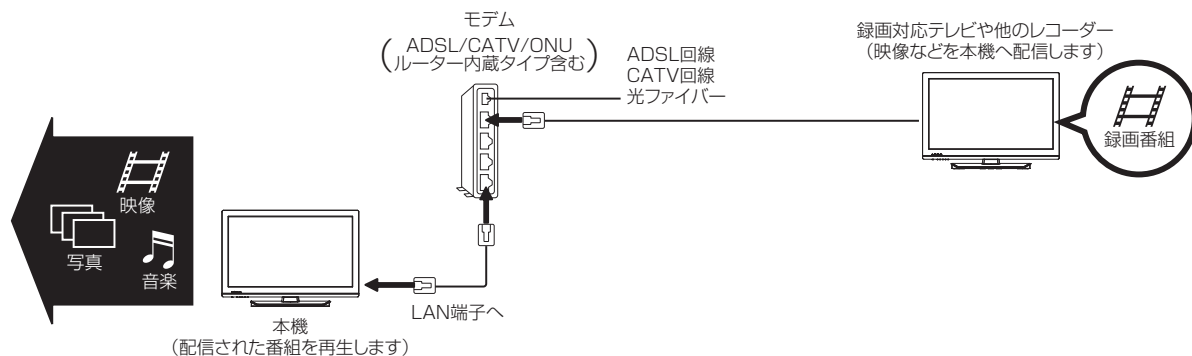 モデム
(ADSL/CATV/ONU
ルーター内蔵タイプ含む)
ADSL回線
CATV回線
光ファイバー
録画対応テレビや他のレコーダー
(映像などを本機へ配信します)
録画番組
映像
写真
音楽
LAN端子へ
本機
(配信された番組を再生します)